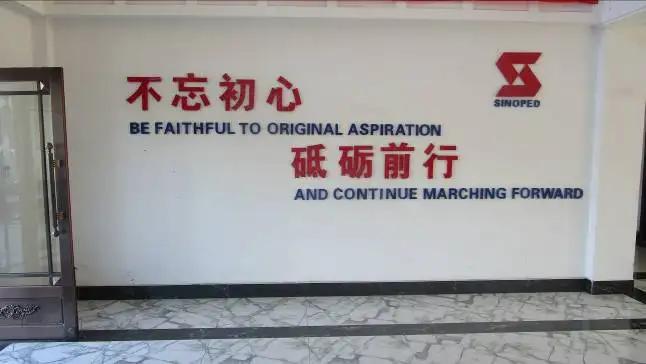 不忘初心
BE FAITHFUL TO ORIGINAL ASPIRATION
砥砺前行
AND CONTINUE MARCHING FORWARD
SINOPED